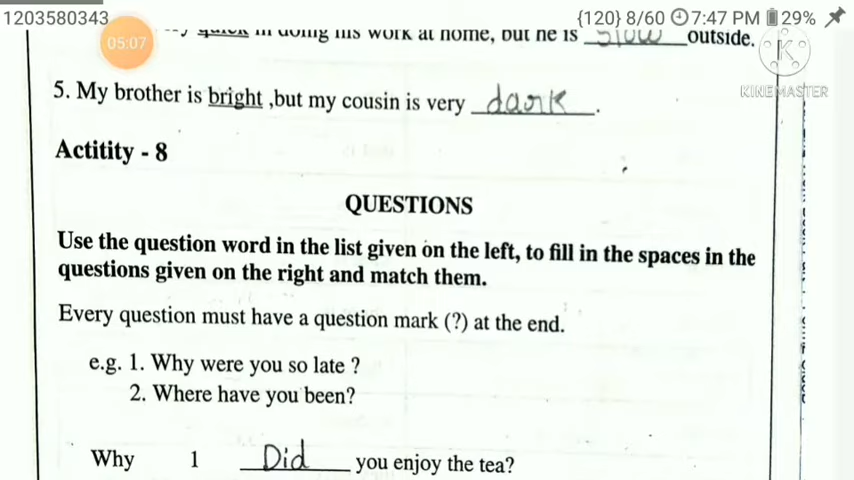 1203580343
{120} 8/60 7:47 PM 29%
05:07
quick in doing his work at home, but he is slow outside.
KINEMASTER
5. My brother is bright ,but my cousin is very dark .
Actitity - 8
QUESTIONS
Use the question word in the list given on the left, to fill in the spaces in the
questions given on the right and match them.
Every question must have a question mark (?) at the end.
e.g. 1. Why were you so late ?
2. Where have you been?
Why 1 Did you enjoy the tea?